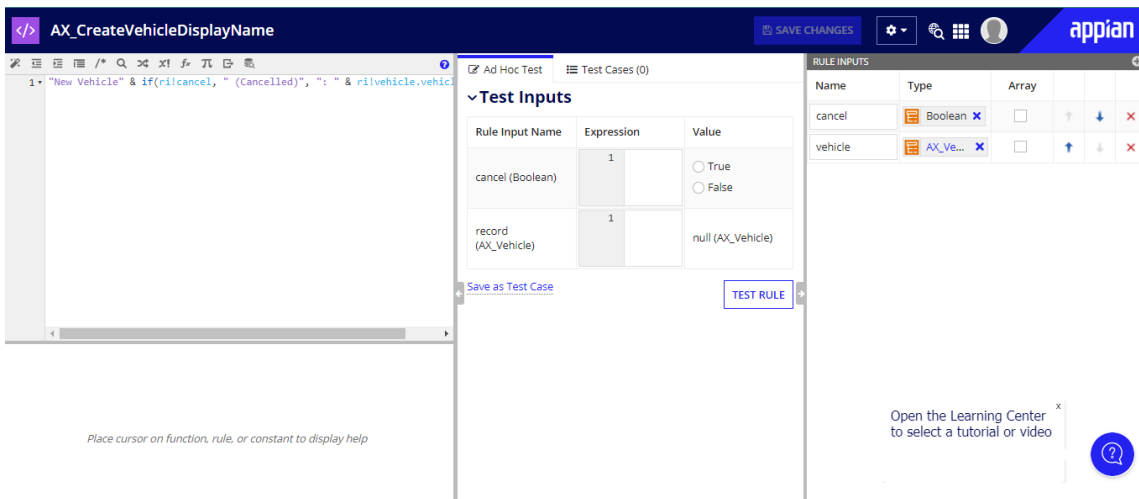 </> AX_CreateVehicleDisplayName
SAVE CHANGES
appian
1 "New Vehicle" & if(ri!cancel, " (Cancelled)", ": " & ri!vehicle.vehicl
Place cursor on function, rule, or constant to display help
Ad Hoc Test Test Cases (0)
Test Inputs
Rule Input Name Expression Value
cancel (Boolean) 1 True
False
record
(AX_Vehicle) 1 null (AX_Vehicle)
Save as Test Case
TEST RULE
RULE INPUTS
Name Type Array
cancel Boolean
vehicle AX_Ve...
Open the Learning Center x
to select a tutorial or video